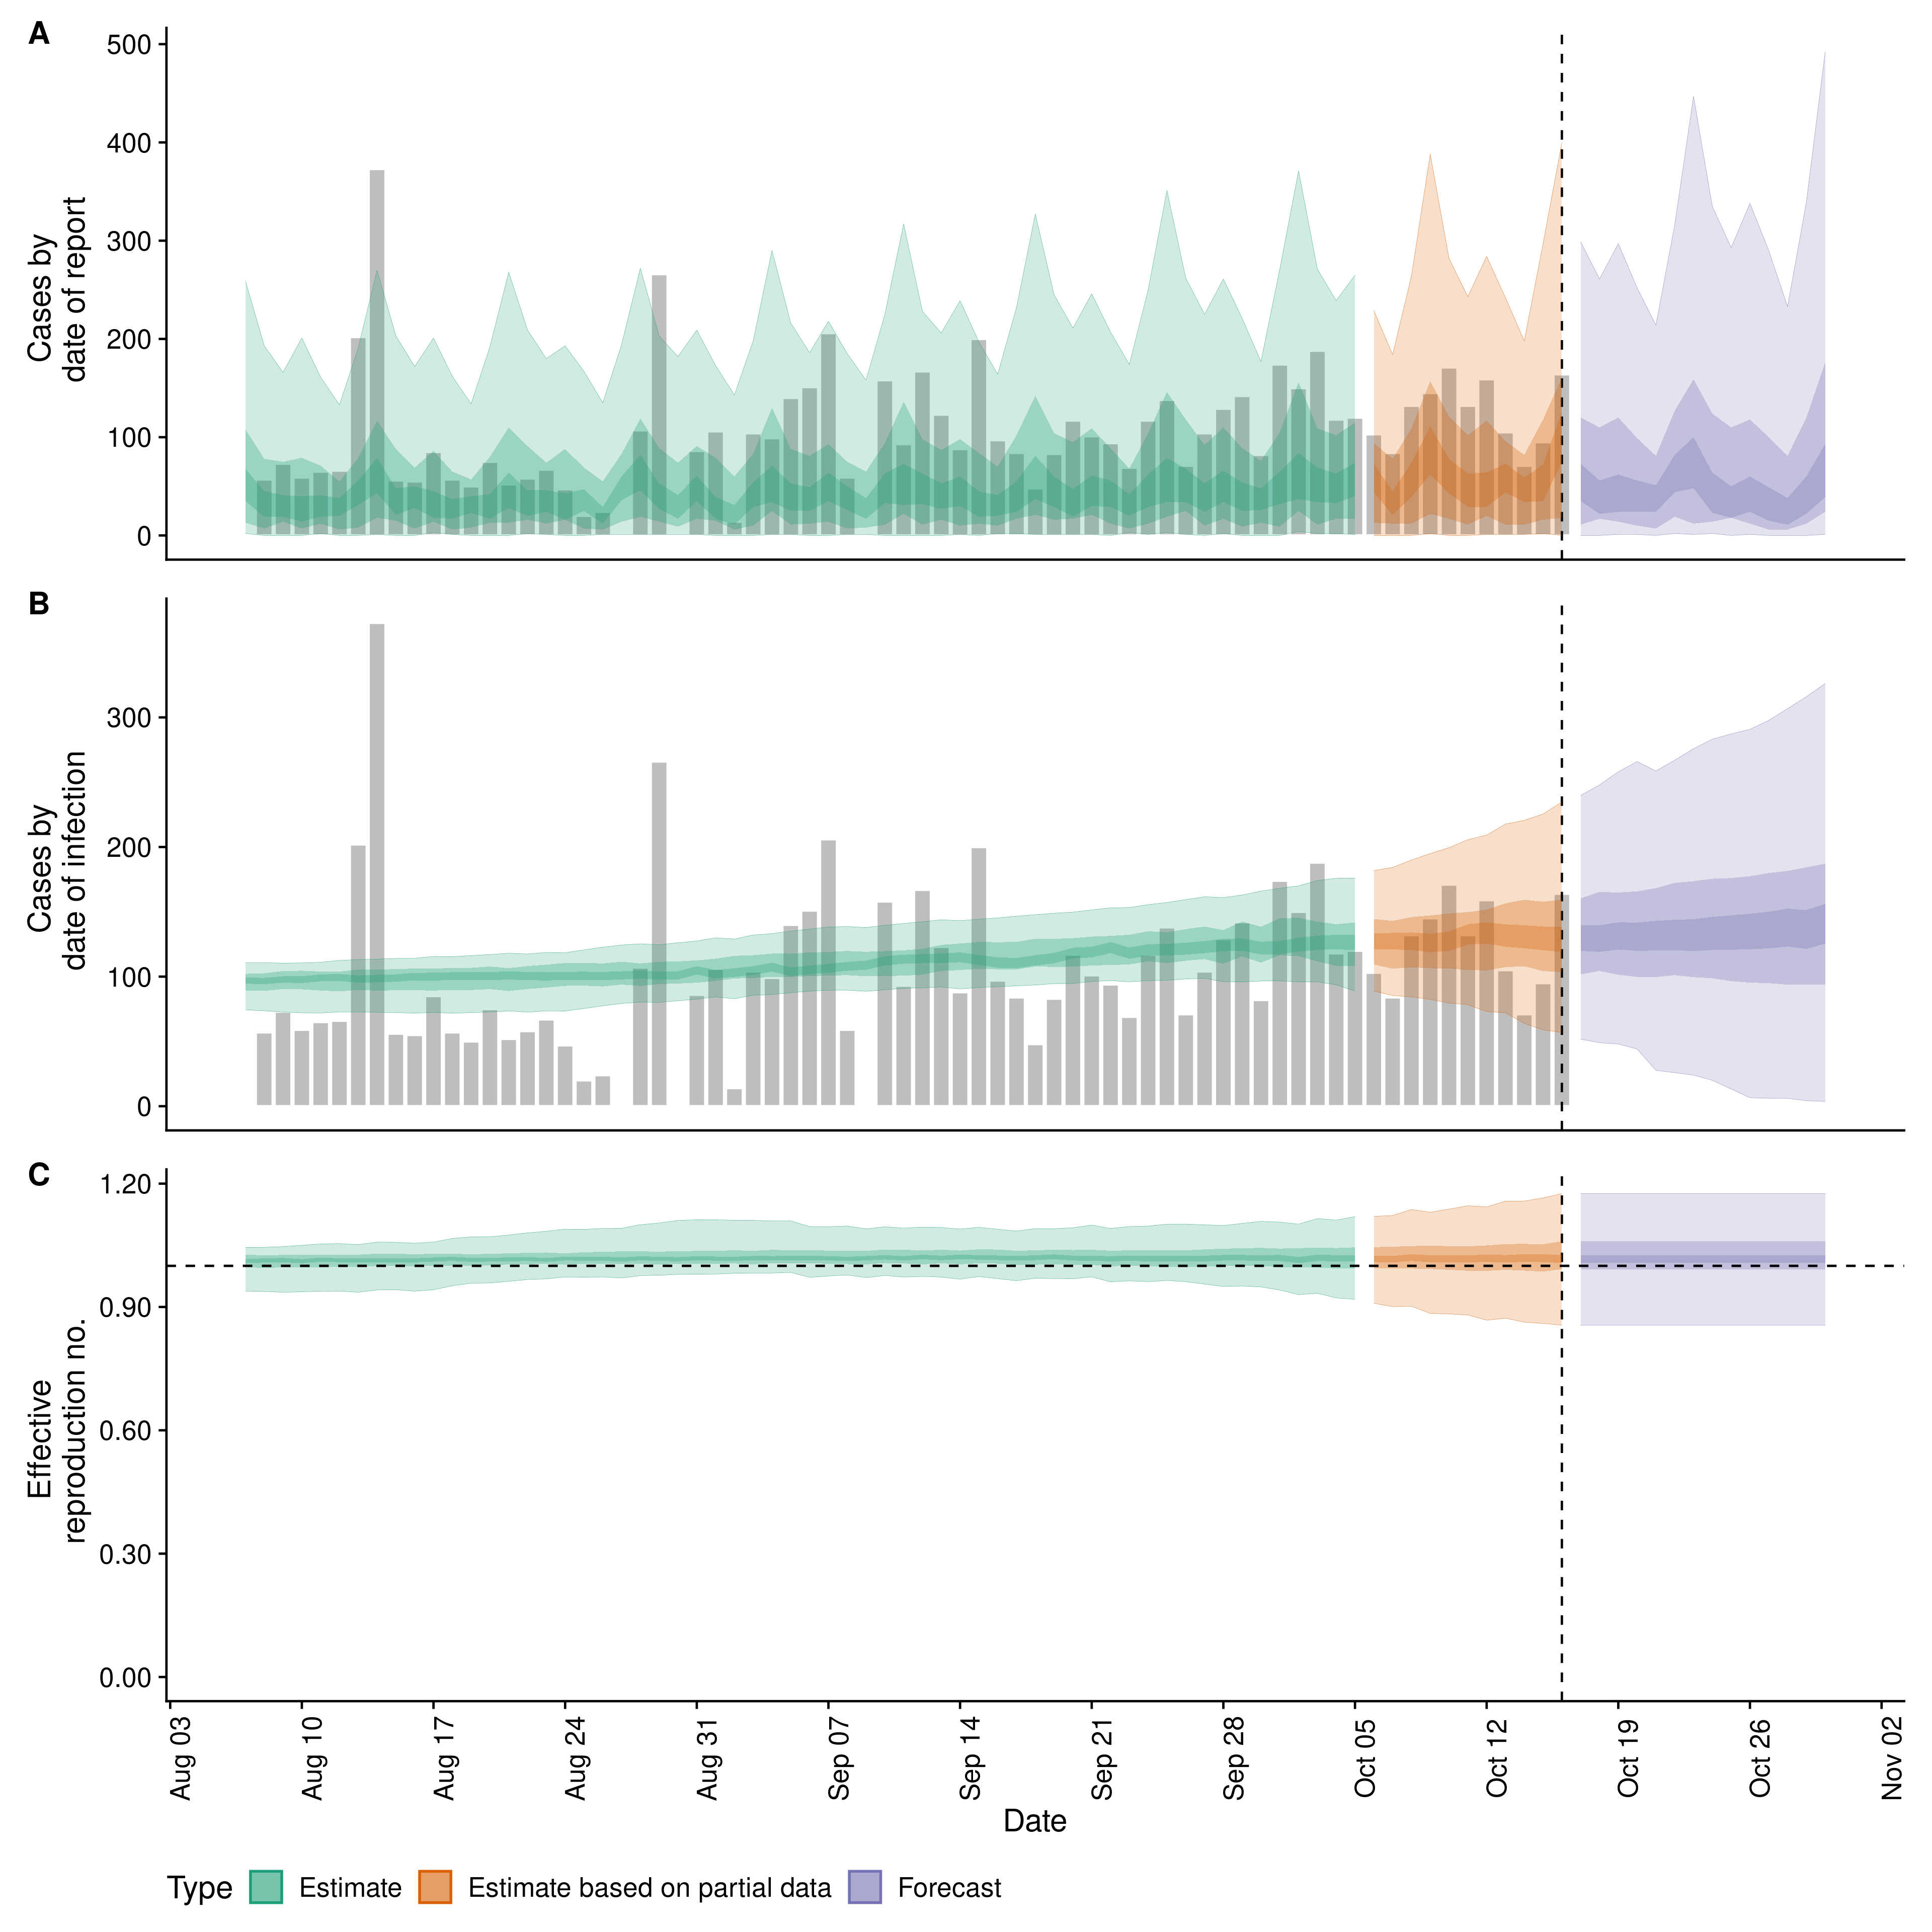 A
Cases by
date of report
500
400
300
200
100
0
B
Cases by
date of infection
300
200
100
0
C
Effective
reproduction no.
1.20
0.90
0.60
0.30
0.00
Aug 03
Aug 10
Aug 17
Aug 24
Aug 31
Sep 07
Sep 14
Sep 21
Sep 28
Oct 05
Oct 12
Oct 19
Oct 26
Nov 02
Date
Type Estimate Estimate based on partial data Forecast